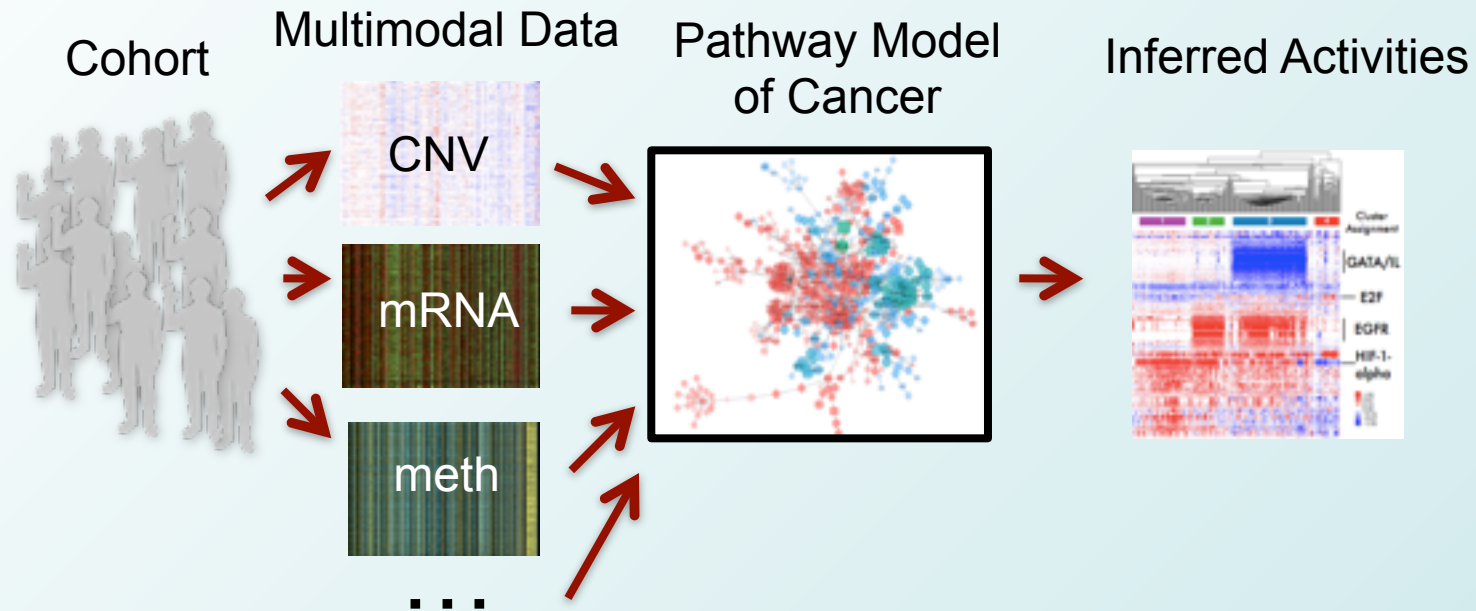 Cohort
Multimodal Data
Pathway Model
of Cancer
Inferred Activities
CNV
mRNA
meth
...
Cluster
Assignment
GATA/IL
E2F
EGFR
HIF-1-
alpha